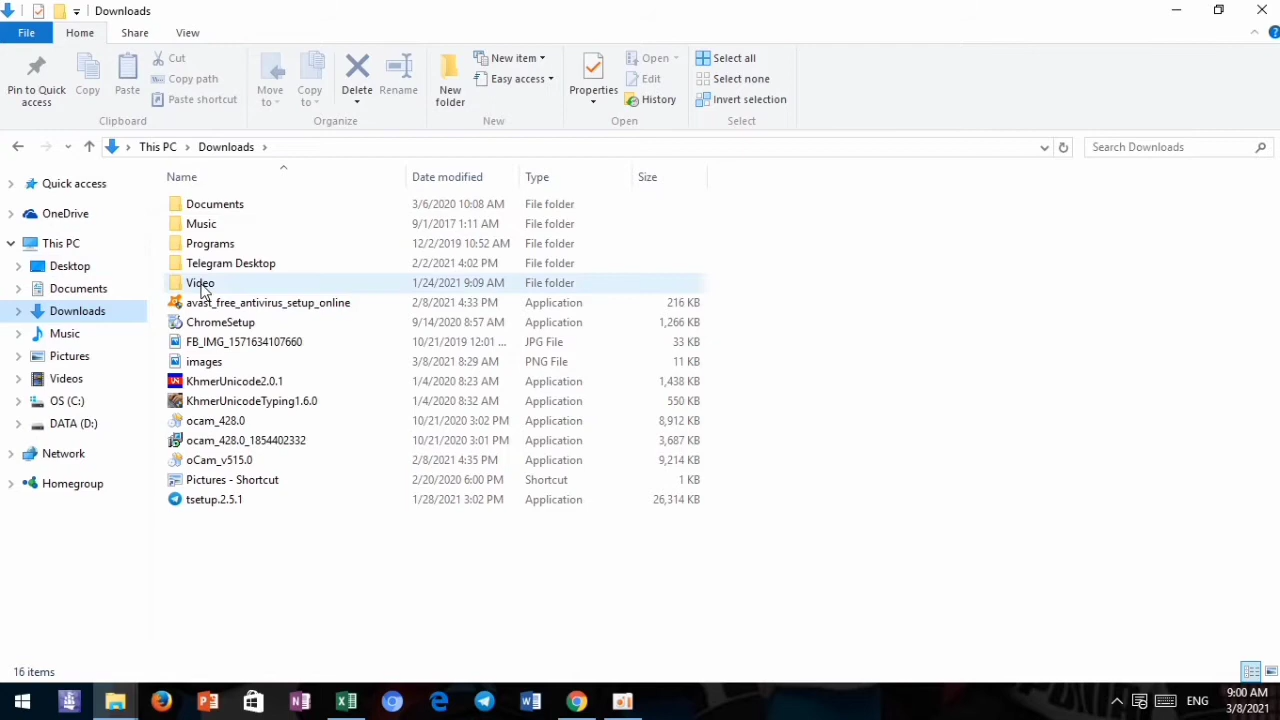 Downloads
File Home Share View
Pin to Quick access Copy Paste Cut Copy path Paste shortcut Move to Copy to Delete Rename New folder New item Easy access Properties Open Edit History Select all Select none Invert selection
Clipboard Organize New Open Select
This PC Downloads Search Downloads
Name Date modified Type Size
Quick access
OneDrive
This PC
Desktop
Documents
Downloads
Music
Pictures
Videos
OS (C:)
DATA (D:)
Network
Homegroup
Documents 3/6/2020 10:08 AM File folder
Music 9/1/2017 1:11 AM File folder
Programs 12/2/2019 10:52 AM File folder
Telegram Desktop 2/2/2021 4:02 PM File folder
Video 1/24/2021 9:09 AM File folder
avast_free_antivirus_setup_online 2/8/2021 4:33 PM Application 216 KB
ChromeSetup 9/14/2020 8:57 AM Application 1,266 KB
FB_IMG_1571634107660 10/21/2019 12:01 ... JPG File 33 KB
images 3/8/2021 8:29 AM PNG File 11 KB
KhmerUnicode2.0.1 1/4/2020 8:23 AM Application 1,438 KB
KhmerUnicodeTyping1.6.0 1/4/2020 8:32 AM Application 550 KB
ocam_428.0 10/21/2020 3:02 PM Application 8,912 KB
ocam_428.0_1854402332 10/21/2020 3:01 PM Application 3,687 KB
oCam_v515.0 2/8/2021 4:35 PM Application 9,214 KB
Pictures - Shortcut 2/20/2020 6:00 PM Shortcut 1 KB
tsetup.2.5.1 1/28/2021 3:02 PM Application 26,314 KB
16 items
ENG 9:00 AM
3/8/2021